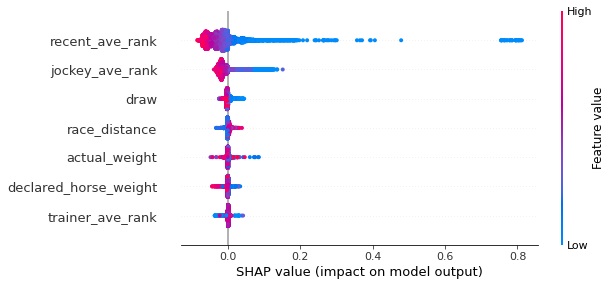 High
recent_ave_rank
jockey_ave_rank
draw
race_distance
actual_weight
declared_horse_weight
trainer_ave_rank
Feature value
Low
0.0 0.2 0.4 0.6 0.8
SHAP value (impact on model output)